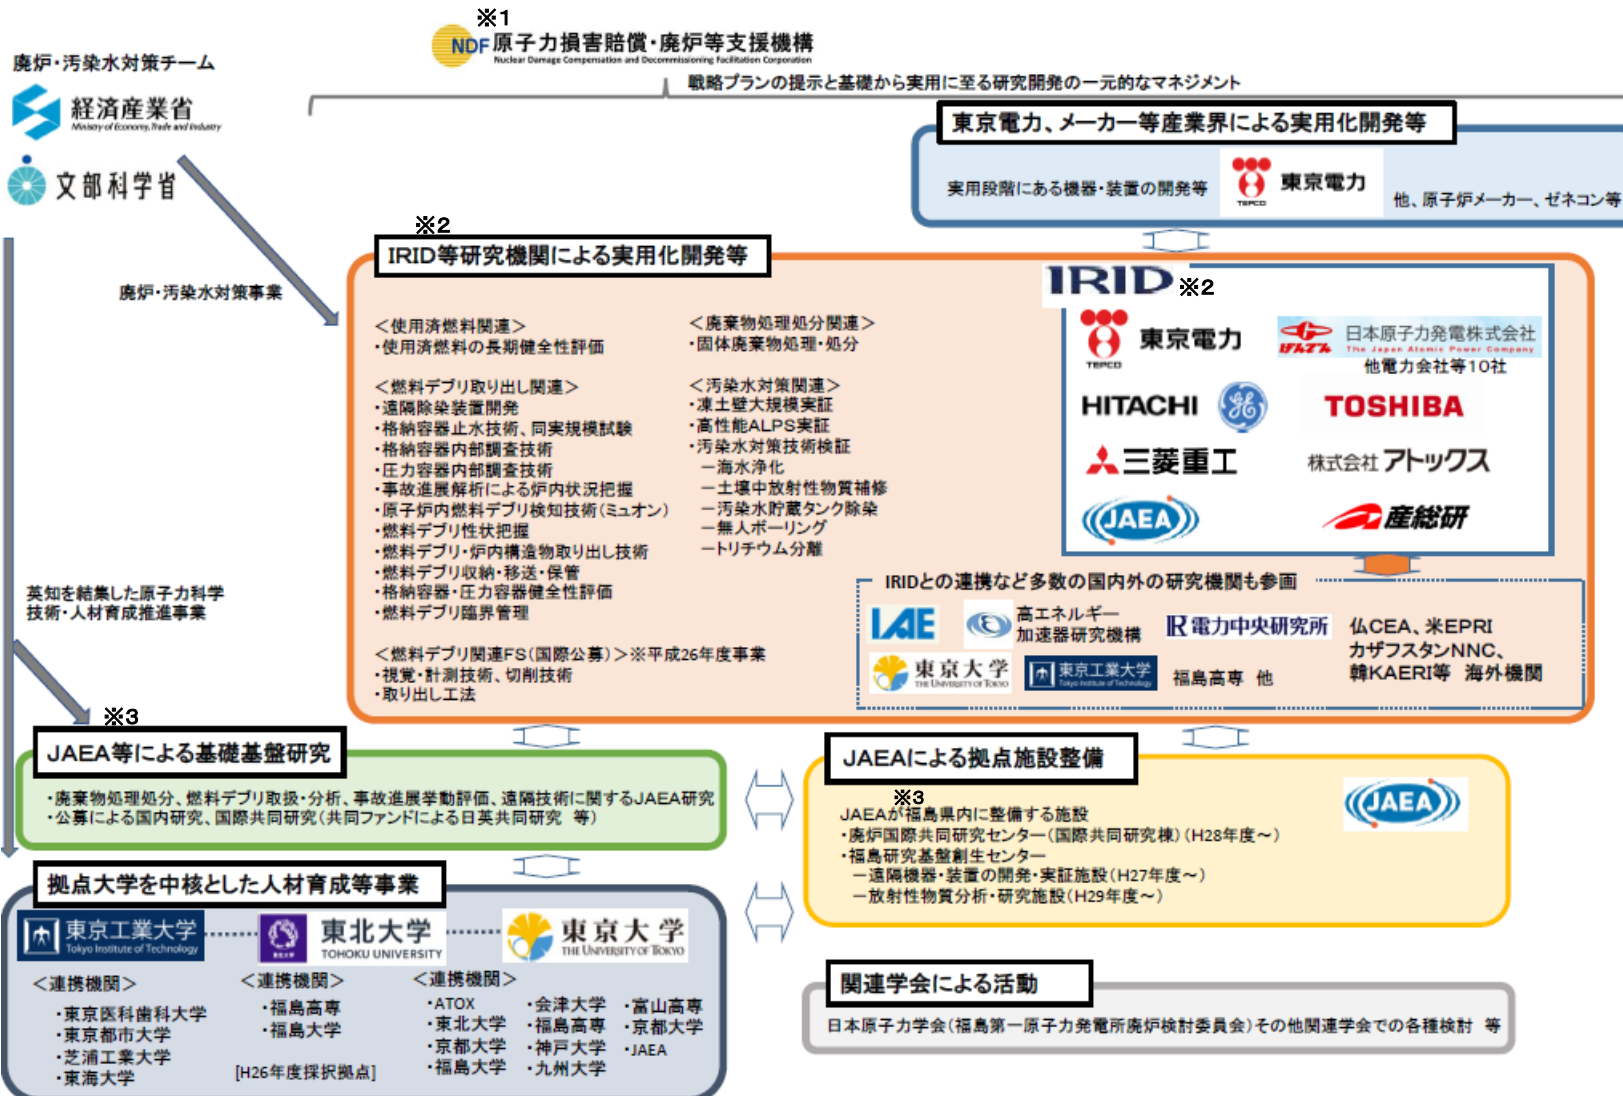 ※1
NDF 原子力損害賠償・廃炉等支援機構
Nuclear Damage Compensation and Decommissioning Facilitation Corporation
戦略プランの提示と基礎から実用に至る研究開発の一元的なマネジメント
廃炉・汚染水対策チーム
経済産業省
Ministry of Economy, Trade and Industry
文部科学省
東京電力、メーカー等産業界による実用化開発等
実用段階にある機器・装置の開発等
東京電力
TEPCO
他、原子炉メーカー、ゼネコン等
廃炉・汚染水対策事業
※2
IRID等研究機関による実用化開発等
＜使用済燃料関連＞
・使用済燃料の長期健全性評価
＜燃料デブリ取り出し関連＞
・遠隔除染装置開発
・格納容器止水技術、同実規模試験
・格納容器内部調査技術
・圧力容器内部調査技術
・事故進展解析による炉内状況把握
・原子炉内燃料デブリ検知技術(ミュオン)
・燃料デブリ性状把握
・燃料デブリ・炉内構造物取り出し技術
・燃料デブリ収納・移送・保管
・格納容器・圧力容器健全性評価
・燃料デブリ臨界管理
＜燃料デブリ関連FS(国際公募)＞※平成26年度事業
・視覚・計測技術、切削技術
・取り出し工法
＜廃棄物処理処分関連＞
・固体廃棄物処理・処分
＜汚染水対策関連＞
・凍土壁大規模実証
・高性能ALPS実証
・汚染水対策技術検証
－海水浄化
－土壌中放射性物質補修
－汚染水貯蔵タンク除染
－無人ボーリング
－トリチウム分離
IRID ※2
東京電力
TEPCO
げんでん
日本原子力発電株式会社
The Japan Atomic Power Company
他電力会社等10社
HITACHI
TOSHIBA
三菱重工
株式会社 アトックス
JAEA
産総研
IRIDとの連携など多数の国内外の研究機関も参画
IAE
高エネルギー
加速器研究機構
電力中央研究所
東京大学
THE UNIVERSITY OF TOKYO
東京工業大学
Tokyo Institute of Technology
福島高専 他
仏CEA、米EPRI
カザフスタンNNC、
韓KAERI等 海外機関
英知を結集した原子力科学
技術・人材育成推進事業
※3
JAEA等による基礎基盤研究
・廃棄物処理処分、燃料デブリ取扱・分析、事故進展挙動評価、遠隔技術に関するJAEA研究
・公募による国内研究、国際共同研究(共同ファンドによる日英共同研究 等)
JAEAによる拠点施設整備
※3
JAEAが福島県内に整備する施設
・廃炉国際共同研究センター(国際共同研究棟)(H28年度～)
・福島研究基盤創生センター
－遠隔機器・装置の開発・実証施設(H27年度～)
－放射性物質分析・研究施設(H29年度～)
JAEA
拠点大学を中核とした人材育成等事業
東京工業大学
Tokyo Institute of Technology
＜連携機関＞
・東京医科歯科大学
・東京都市大学
・芝浦工業大学
・東海大学
東北大学
TOHOKU UNIVERSITY
＜連携機関＞
・福島高専
・福島大学
[H26年度採択拠点]
東京大学
THE UNIVERSITY OF TOKYO
＜連携機関＞
・ATOX
・東北大学
・京都大学
・福島大学
・会津大学
・福島高専
・神戸大学
・九州大学
・富山高専
・京都大学
・JAEA
関連学会による活動
日本原子力学会(福島第一原子力発電所廃炉検討委員会)その他関連学会での各種検討 等